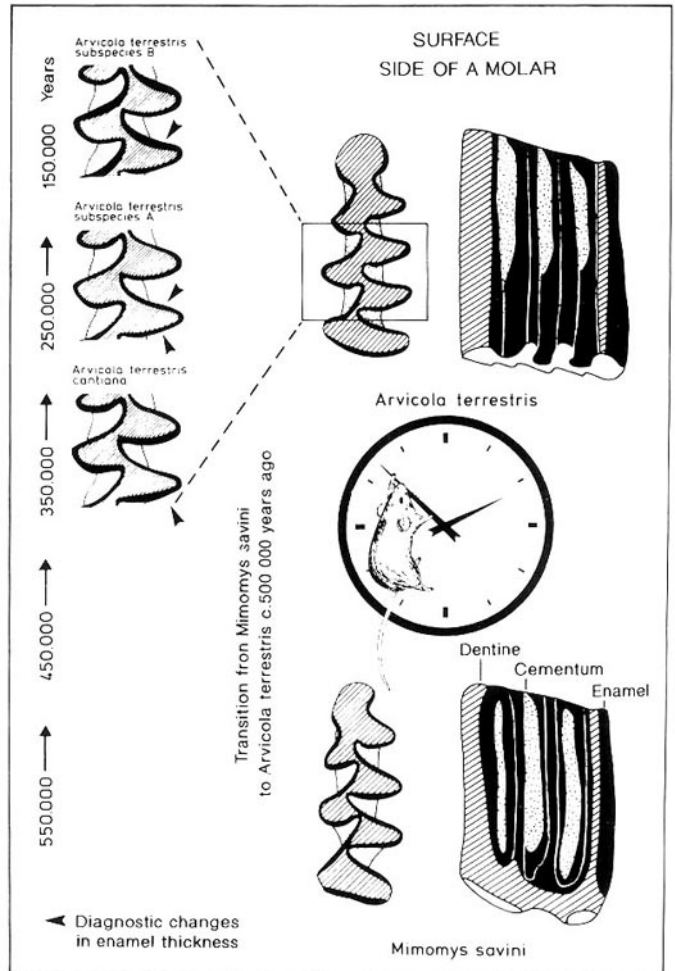 Arvicola terrestris
subspecies B
SURFACE
SIDE OF A MOLAR
Years
150.000
Arvicola terrestris
subspecies A
250.000
Arvicola terrestris
cantiana
350.000
450.000
550.000
Arvicola terrestris
Transition fron Mimomys savini
to Arvicola terrestris c.500 000 years ago
Dentine
Cementum
Enamel
Diagnostic changes
in enamel thickness
Mimomys savini